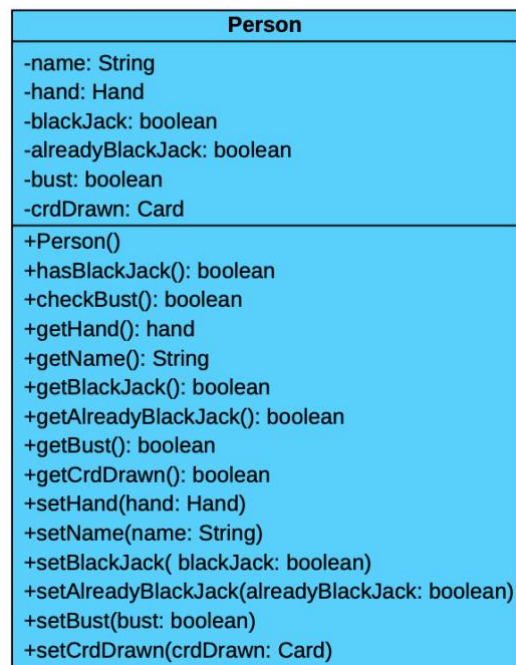 Person
-name: String
-hand: Hand
-blackJack: boolean
-alreadyBlackJack: boolean
-bust: boolean
-crdDrawn: Card
+Person()
+hasBlackJack(): boolean
+checkBust(): boolean
+getHand(): hand
+getName(): String
+getBlackJack(): boolean
+getAlreadyBlackJack(): boolean
+getBust(): boolean
+getCrdDrawn(): boolean
+setHand(hand: Hand)
+setName(name: String)
+setBlackJack( blackJack: boolean)
+setAlreadyBlackJack(alreadyBlackJack: boolean)
+setBust(bust: boolean)
+setCrdDrawn(crdDrawn: Card)